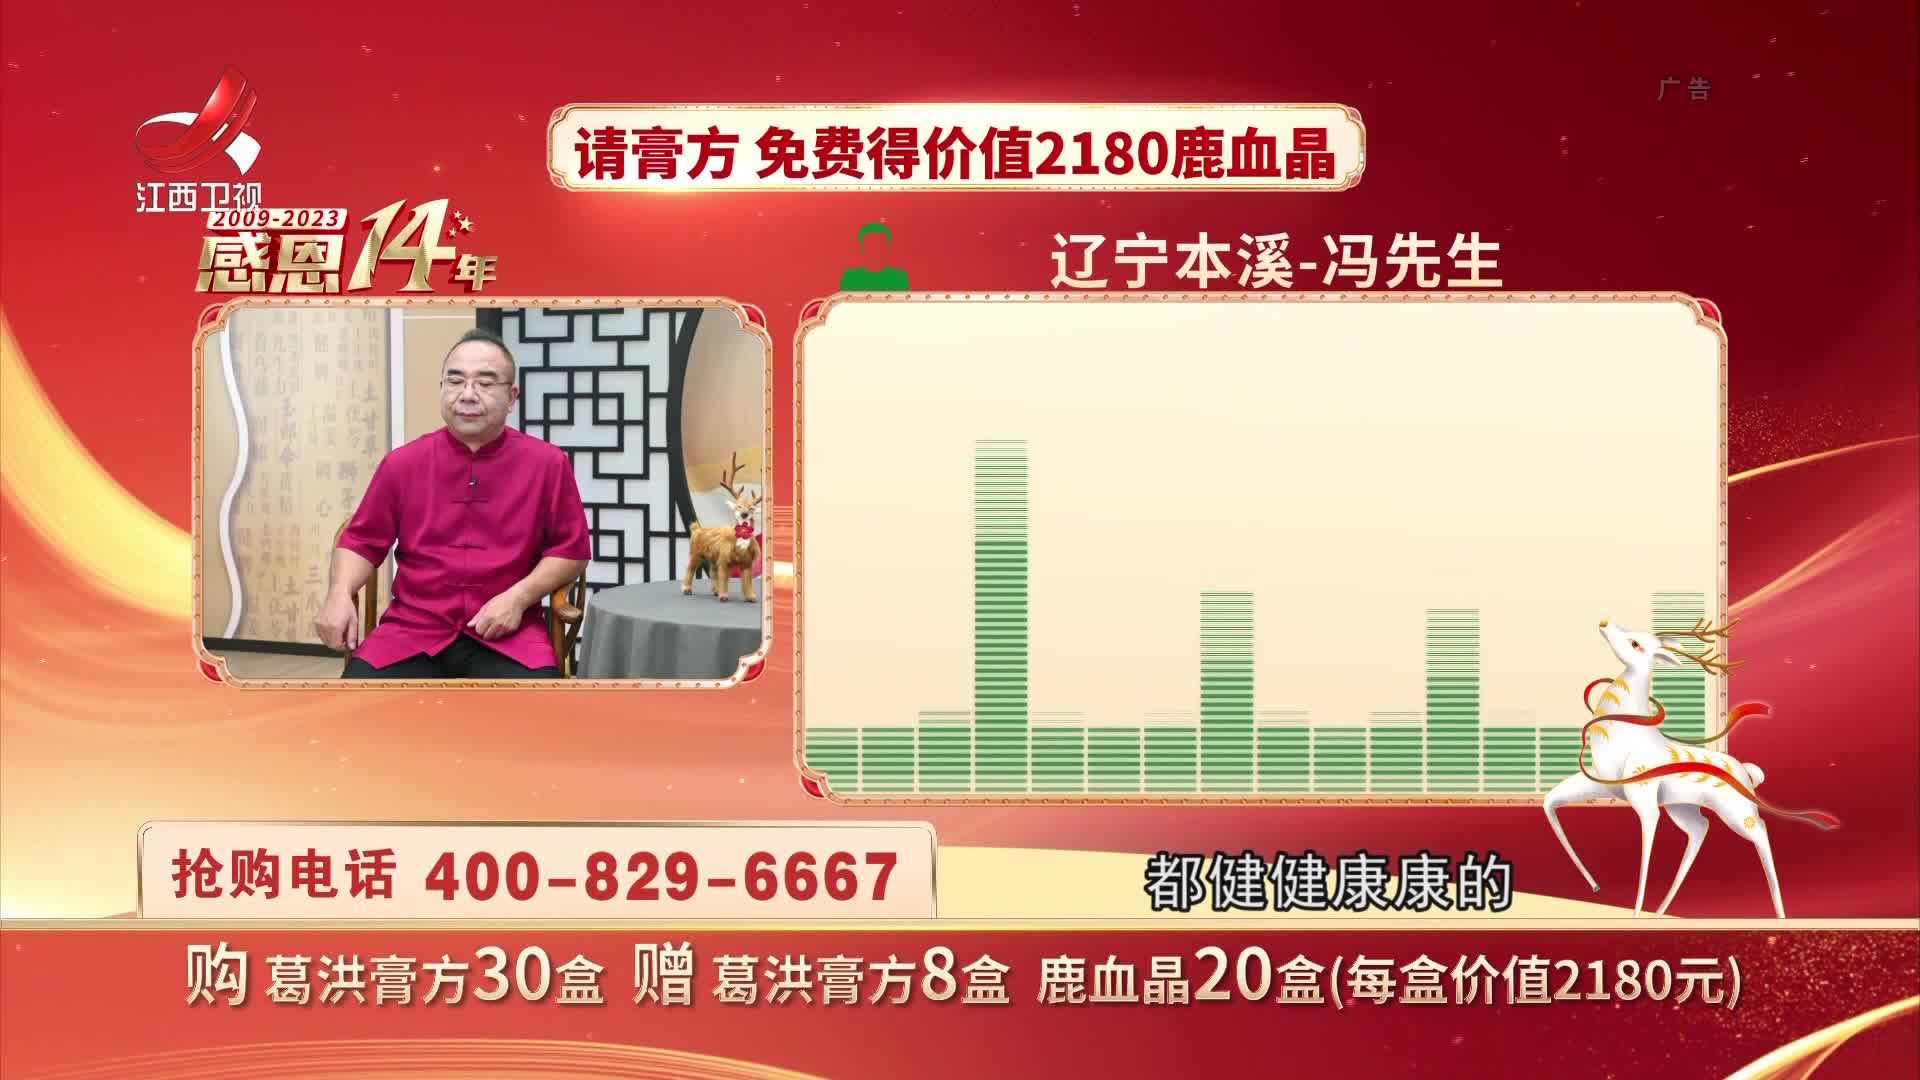 广告
请膏方 免费得价值2180鹿血晶
江西卫视
2009-2023
感恩14年
辽宁本溪-冯先生
抢购电话 400-829-6667
都健健康康的
购 葛洪膏方30盒 赠 葛洪膏方8盒 鹿血晶20盒(每盒价值2180元)